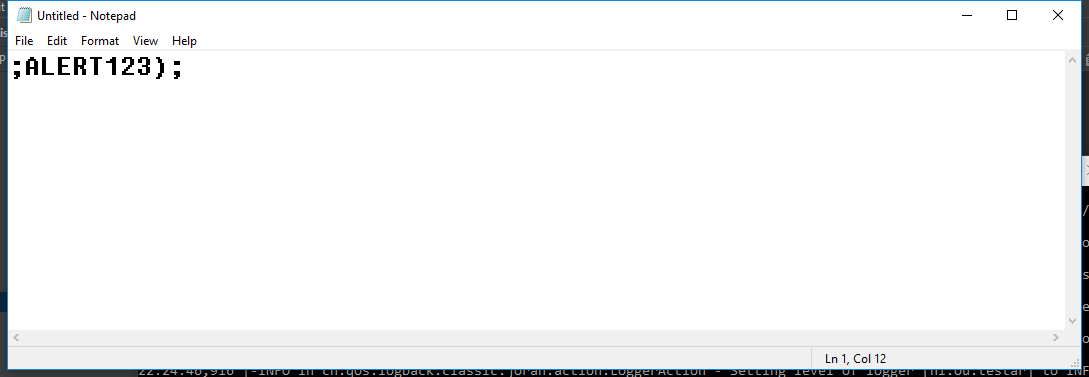 Untitled - Notepad
File Edit Format View Help
;ALERT123);
Ln 1, Col 12
22:24:46,916 |-INFO in ch.qos.logback.classic.joran.action.LoggerAction - Setting level of logger [nl.ou.testar] to INF